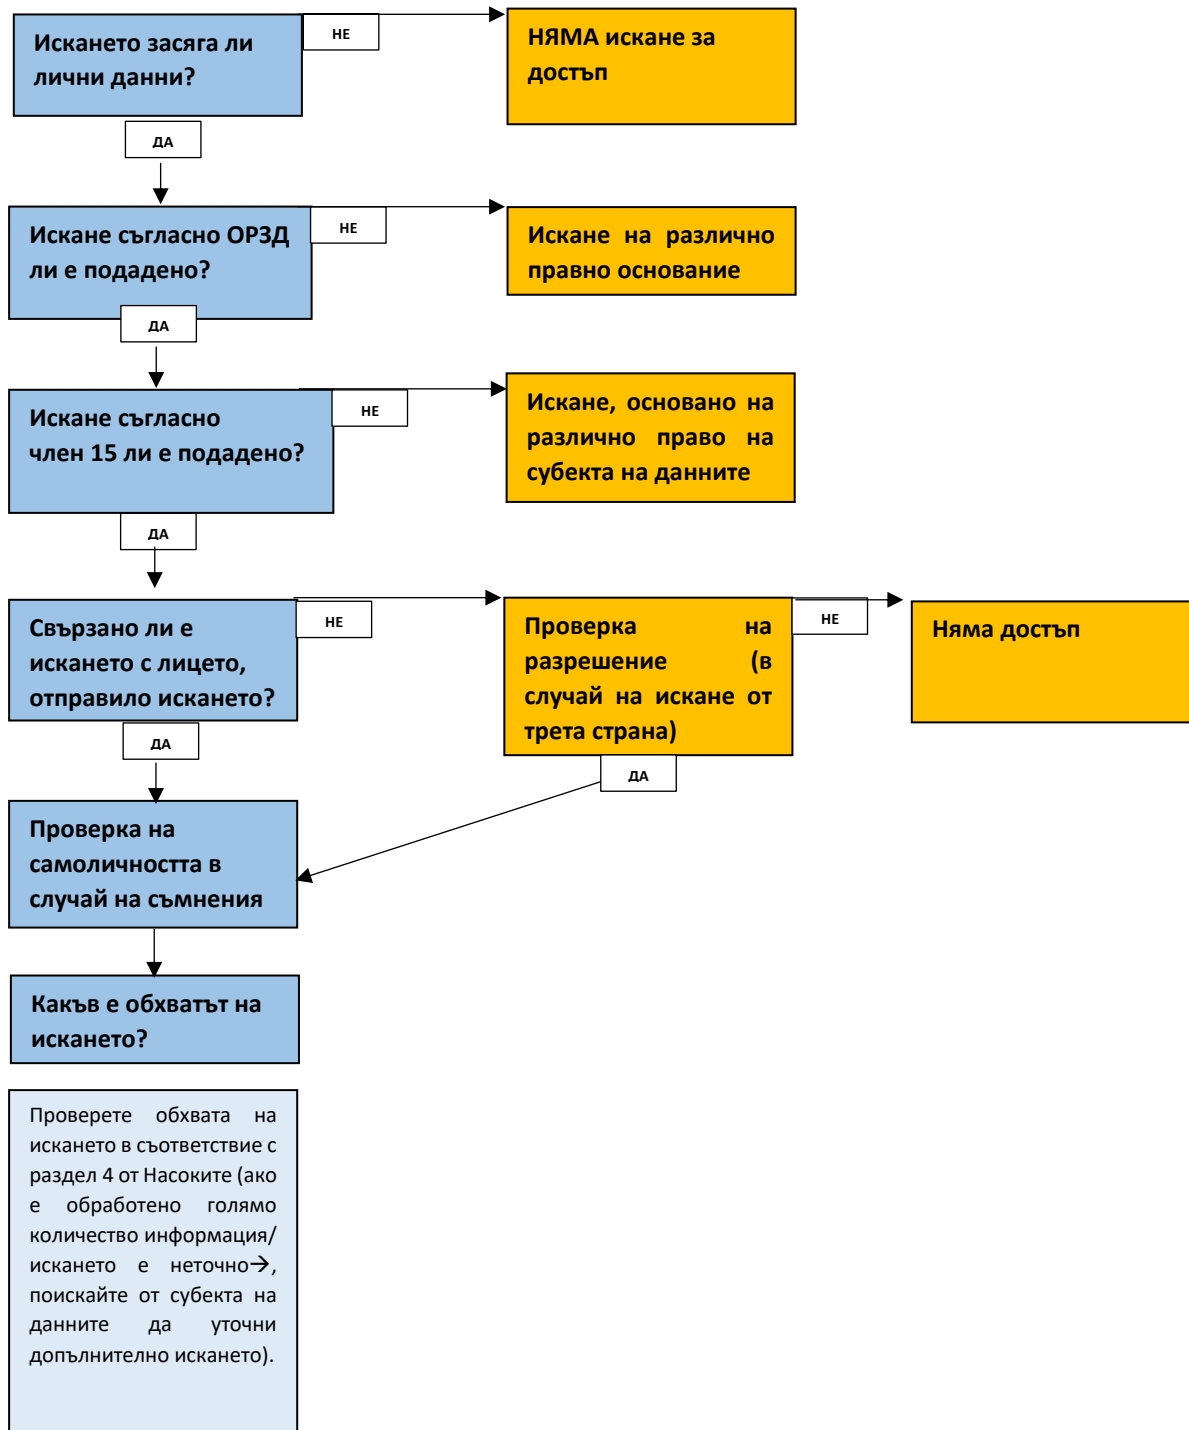 Искането засяга ли
лични данни?
НЕ
НЯМА искане за
достъп
ДА
Искане съгласно ОРЗД
ли е подадено?
НЕ
Искане на различно
правно основание
ДА
Искане съгласно
член 15 ли е подадено?
НЕ
Искане, основано на
различно право на
субекта на данните
ДА
Свързано ли е
искането с лицето,
отправило искането?
НЕ
Проверка на
разрешение (в
случай на искане от
трета страна)
НЕ
Няма достъп
ДА
ДА
Проверка на
самоличността в
случай на съмнения
Какъв е обхватът на
искането?
Проверете обхвата на
искането в съответствие с
раздел 4 от Насоките (ако
е обработено голямо
количество информация/
искането е неточно→,
поискайте от субекта на
данните да уточни
допълнително искането).